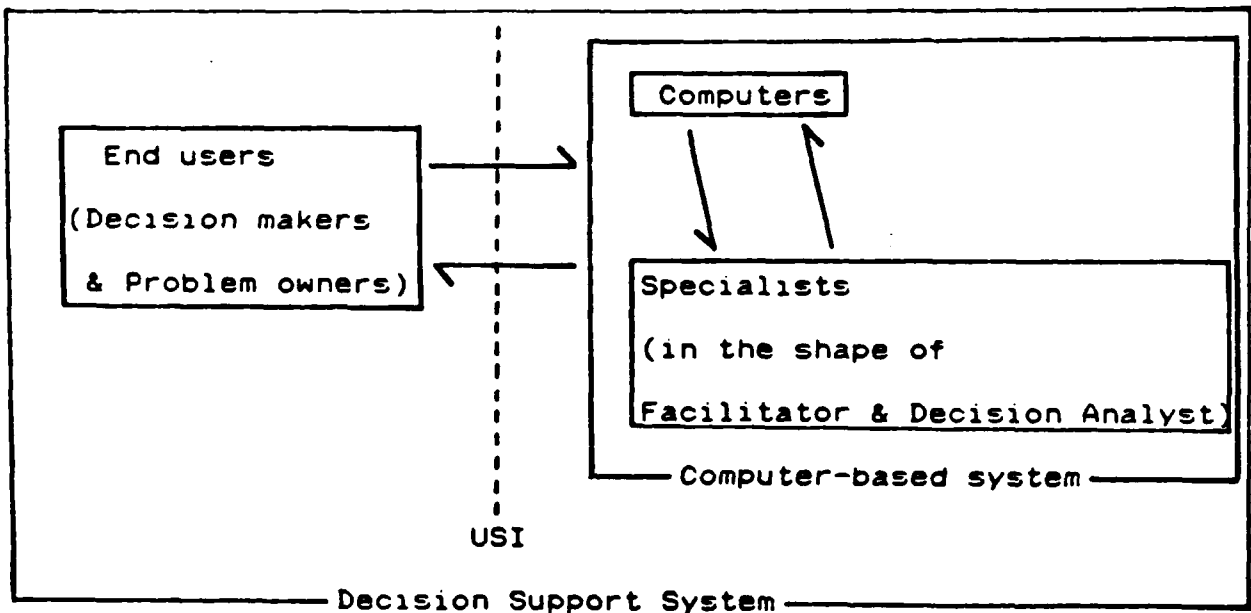 Computers
End users
(Decision makers
& Problem owners)
Specialists
(in the shape of
Facilitator & Decision Analyst)
Computer-based system
USI
Decision Support System